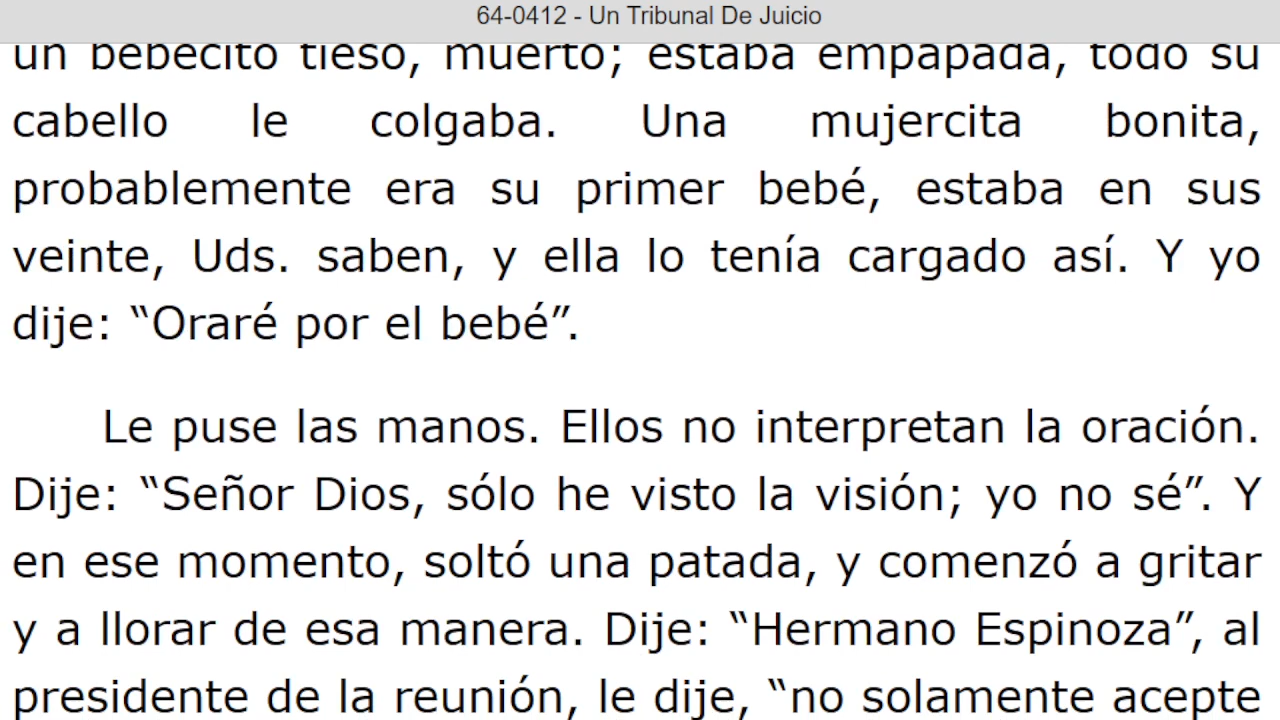 64-0412 - Un Tribunal De Juicio
un bebecito tieso, muerto; estaba empapada, todo su
cabello le colgaba. Una mujercita bonita,
probablemente era su primer bebé, estaba en sus
veinte, Uds. saben, y ella lo tenía cargado así. Y yo
dije: “Oraré por el bebé”.
Le puse las manos. Ellos no interpretan la oración.
Dije: “Señor Dios, sólo he visto la visión; yo no sé”. Y
en ese momento, soltó una patada, y comenzó a gritar
y a llorar de esa manera. Dije: “Hermano Espinoza”, al
presidente de la reunión, le dije, “no solamente acepte